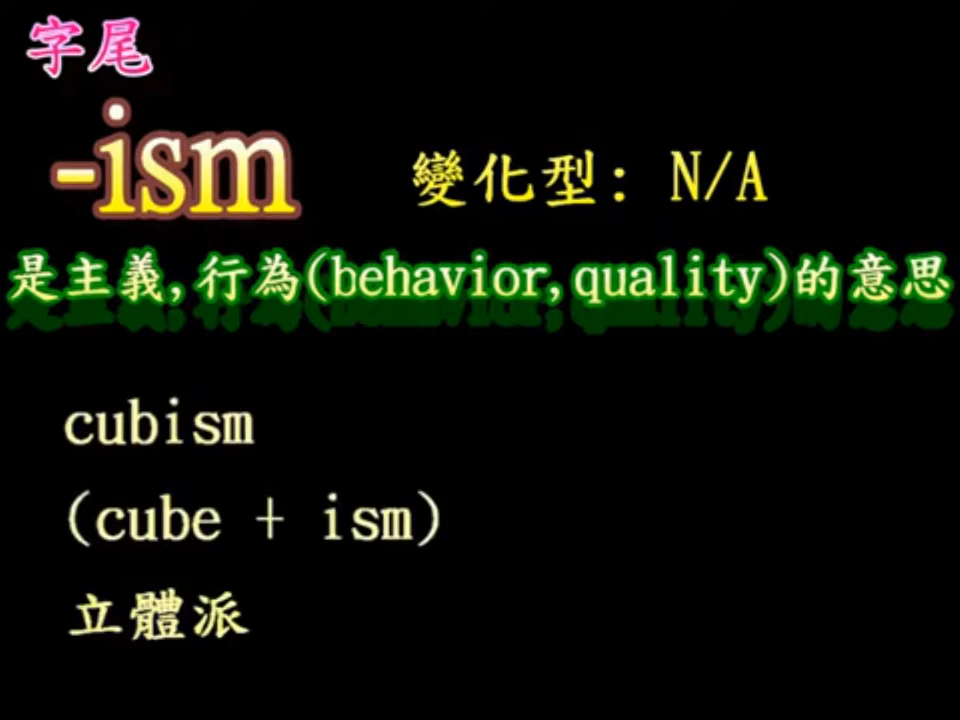 字尾
-ism
變化型: N/A
是主義,行為(behavior,quality)的意思
cubism
(cube + ism)
立體派